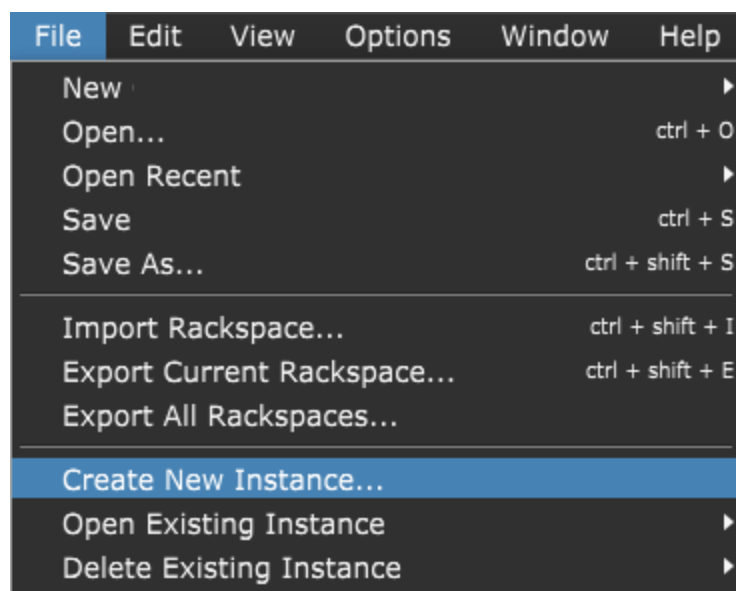 File Edit View Options Window Help
New
Open... ctrl + O
Open Recent
Save ctrl + S
Save As... ctrl + shift + S
Import Rackspace... ctrl + shift + I
Export Current Rackspace... ctrl + shift + E
Export All Rackspaces...
Create New Instance...
Open Existing Instance
Delete Existing Instance